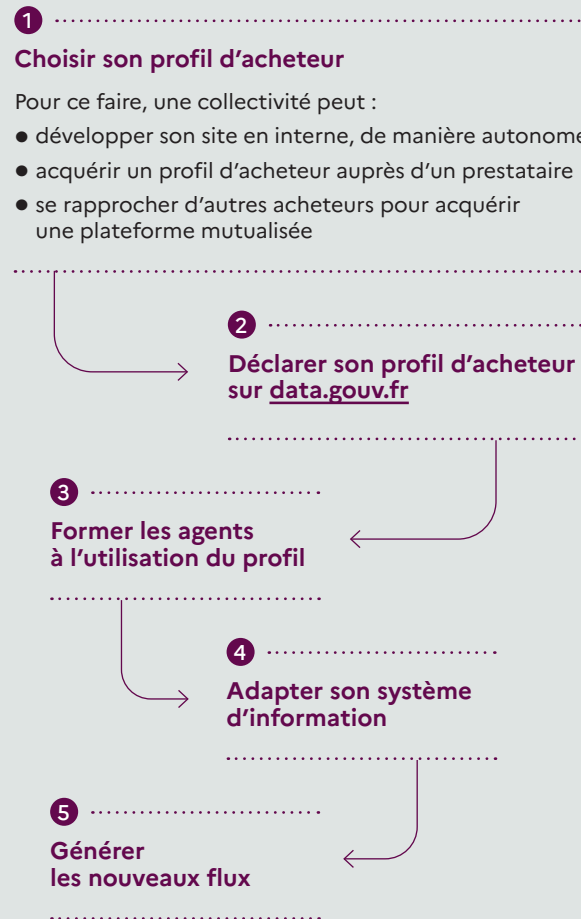 1
Choisir son profil d’acheteur
Pour ce faire, une collectivité peut :
● développer son site en interne, de manière autonome
● acquérir un profil d’acheteur auprès d’un prestataire
● se rapprocher d’autres acheteurs pour acquérir
une plateforme mutualisée
2
Déclarer son profil d’acheteur
sur data.gouv.fr
3
Former les agents
à l’utilisation du profil
4
Adapter son système
d’information
5
Générer
les nouveaux flux